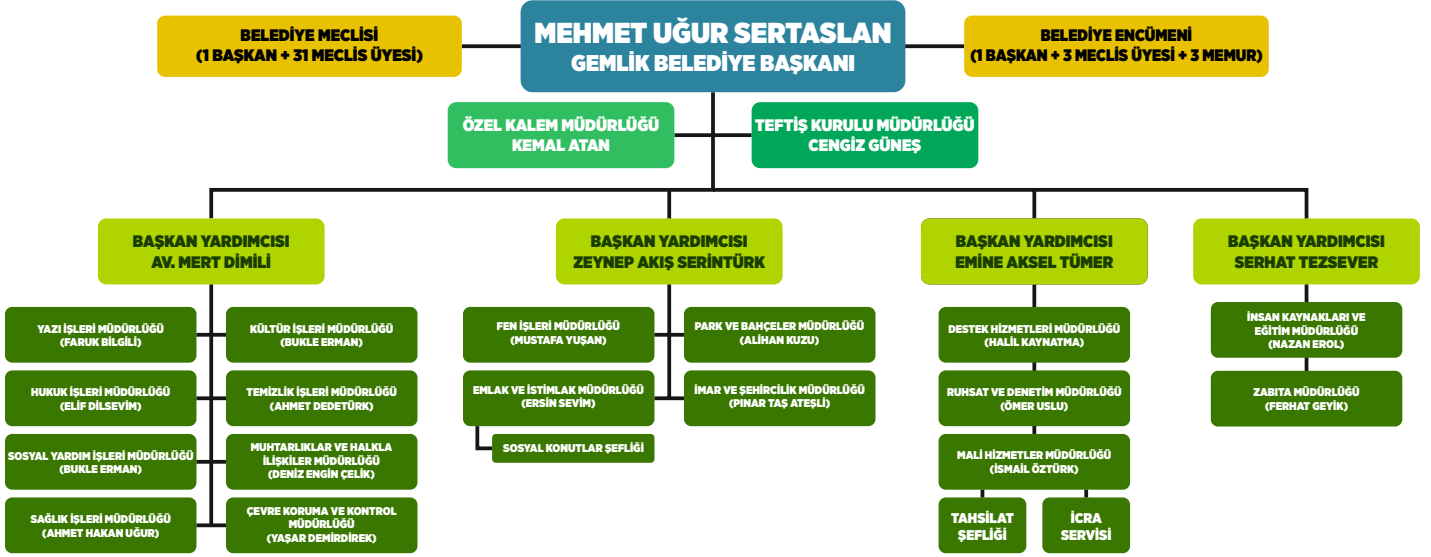 BELEDİYE MECLİSİ
(1 BAŞKAN + 31 MECLİS ÜYESİ)
MEHMET UĞUR SERTASLAN
GEMLİK BELEDİYE BAŞKANI
BELEDİYE ENCÜMENİ
(1 BAŞKAN + 3 MECLİS ÜYESİ + 3 MEMUR)
ÖZEL KALEM MÜDÜRLÜĞÜ
KEMAL ATAN
TEFTİŞ KURULU MÜDÜRLÜĞÜ
CENGİZ GÜNEŞ
BAŞKAN YARDIMCISI
AV. MERT DİMİLİ
BAŞKAN YARDIMCISI
ZEYNEP AKIŞ SERİNTÜRK
BAŞKAN YARDIMCISI
EMİNE AKSEL TÜMER
BAŞKAN YARDIMCISI
SERHAT TEZSEVER
YAZI İŞLERİ MÜDÜRLÜĞÜ
(FARUK BİLGİLİ)
KÜLTÜR İŞLERİ MÜDÜRLÜĞÜ
(BUKLE ERMAN)
HUKUK İŞLERİ MÜDÜRLÜĞÜ
(ELİF DİLSEVİM)
TEMİZLİK İŞLERİ MÜDÜRLÜĞÜ
(AHMET DEDETÜRK)
SOSYAL YARDIM İŞLERİ MÜDÜRLÜĞÜ
(BUKLE ERMAN)
MUHTARLIKLAR VE HALKLA
İLİŞKİLER MÜDÜRLÜĞÜ
(DENİZ ENGİN ÇELİK)
SAĞLIK İŞLERİ MÜDÜRLÜĞÜ
(AHMET HAKAN UĞUR)
ÇEVRE KORUMA VE KONTROL
MÜDÜRLÜĞÜ
(YAŞAR DEMİRDİREK)
FEN İŞLERİ MÜDÜRLÜĞÜ
(MUSTAFA YUŞAN)
PARK VE BAHÇELER MÜDÜRLÜĞÜ
(ALİHAN KUZU)
EMLAK VE İSTİMLAK MÜDÜRLÜĞÜ
(ERSİN SEVİM)
İMAR VE ŞEHİRCİLİK MÜDÜRLÜĞÜ
(PINAR TAŞ ATEŞLİ)
SOSYAL KONUTLAR ŞEFLİĞİ
DESTEK HİZMETLERİ MÜDÜRLÜĞÜ
(HALİL KAYNATMA)
RUHSAT VE DENETİM MÜDÜRLÜĞÜ
(ÖMER USLU)
MALİ HİZMETLER MÜDÜRLÜĞÜ
(İSMAİL ÖZTÜRK)
TAHSİLAT
ŞEFLİĞİ
İCRA
SERVİSİ
İNSAN KAYNAKLARI VE
EĞİTİM MÜDÜRLÜĞÜ
(NAZAN EROL)
ZABITA MÜDÜRLÜĞÜ
(FERHAT GEYİK)